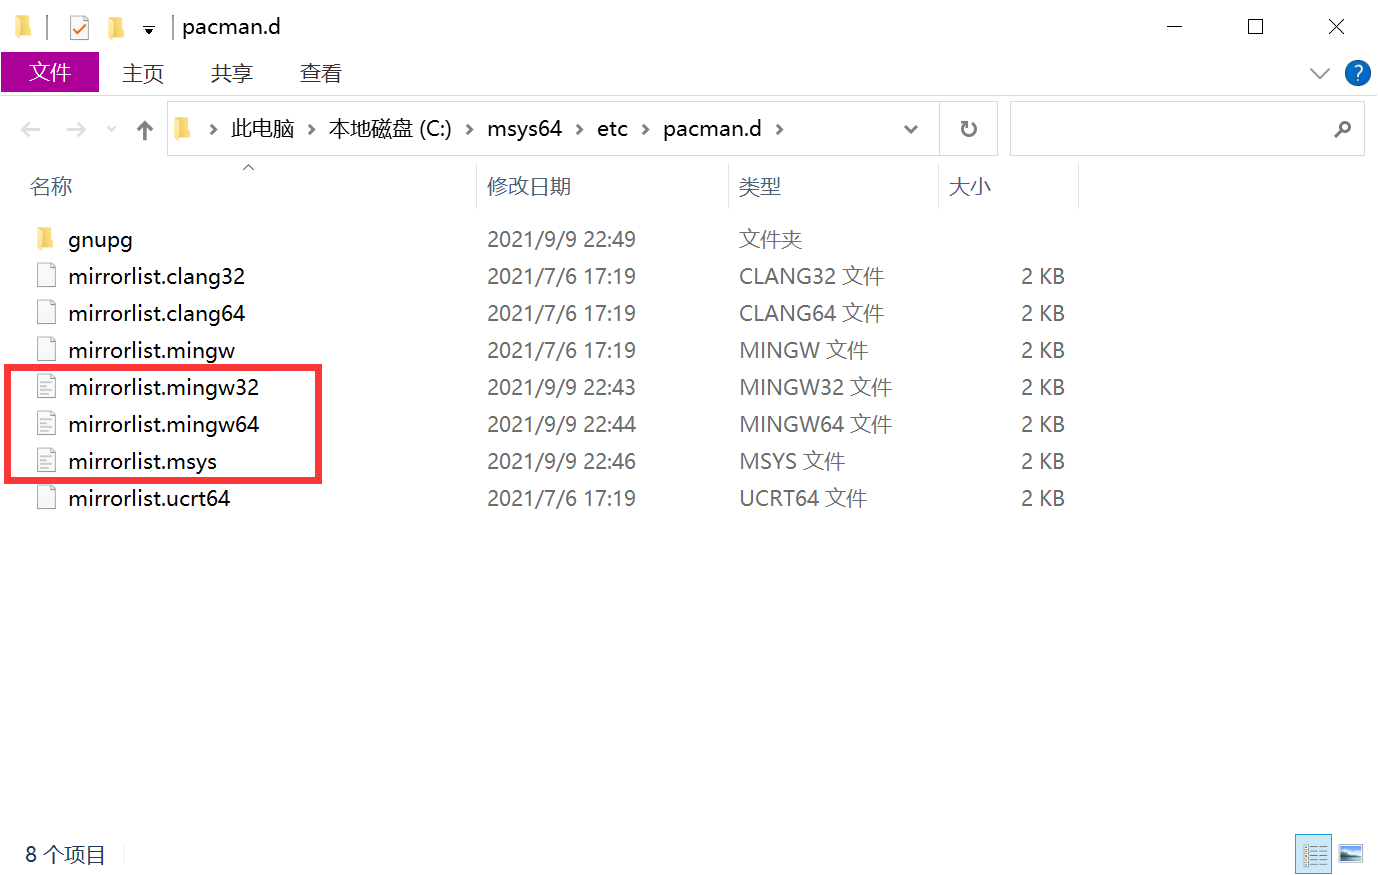 pacman.d
文件 主页 共享 查看
此电脑 本地磁盘 (C:) msys64 etc pacman.d
名称 修改日期 类型 大小
gnupg 2021/9/9 22:49 文件夹
mirrorlist.clang32 2021/7/6 17:19 CLANG32 文件 2 KB
mirrorlist.clang64 2021/7/6 17:19 CLANG64 文件 2 KB
mirrorlist.mingw 2021/7/6 17:19 MINGW 文件 2 KB
mirrorlist.mingw32 2021/9/9 22:43 MINGW32 文件 2 KB
mirrorlist.mingw64 2021/9/9 22:44 MINGW64 文件 2 KB
mirrorlist.msys 2021/9/9 22:46 MSYS 文件 2 KB
mirrorlist.ucrt64 2021/7/6 17:19 UCRT64 文件 2 KB
8 个项目